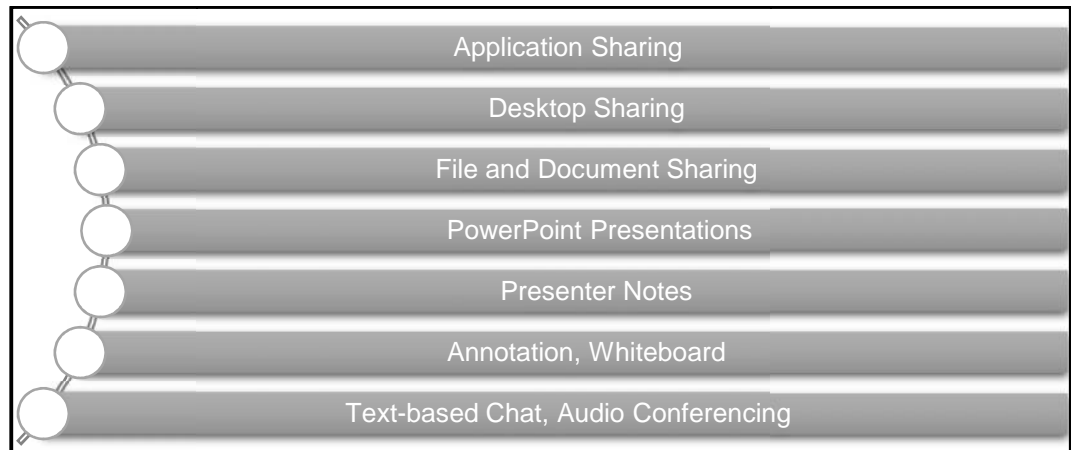 Application Sharing
Desktop Sharing
File and Document Sharing
PowerPoint Presentations
Presenter Notes
Annotation, Whiteboard
Text-based Chat, Audio Conferencing